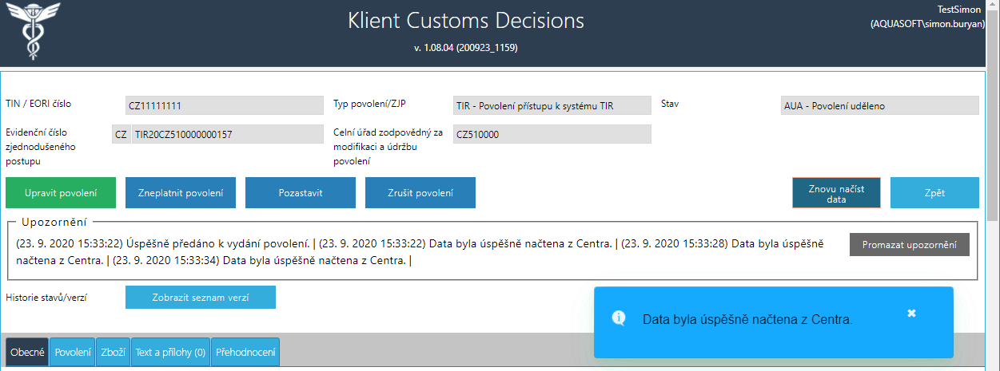 Klient Customs Decisions
v. 1.08.04 (200923_1159)
TestSimon
(AQUASOFT\simon.buryan)
TIN / EORI číslo
CZ11111111
Typ povolení/ZJP
TIR - Povolení přístupu k systému TIR
Stav
AUA - Povolení uděleno
Evidenční číslo
zjednodušeného
postupu
CZ
TIR20CZ510000000157
Celní úřad zodpovědný za
modifikaci a údržbu
povolení
CZ510000
Upravit povolení
Zneplatnit povolení
Pozastavit
Zrušit povolení
Znovu načíst
data
Zpět
Upozornění
(23. 9. 2020 15:33:22) Úspěšně předáno k vydání povolení. | (23. 9. 2020 15:33:22) Data byla úspěšně načtena z Centra. | (23. 9. 2020 15:33:28) Data byla úspěšně
načtena z Centra. | (23. 9. 2020 15:33:34) Data byla úspěšně načtena z Centra. |
Promazat upozornění
Historie stavů/verzí
Zobrazit seznam verzí
Data byla úspěšně načtena z Centra.
Obecné
Povolení
Zboží
Text a přílohy (0)
Přehodnocení